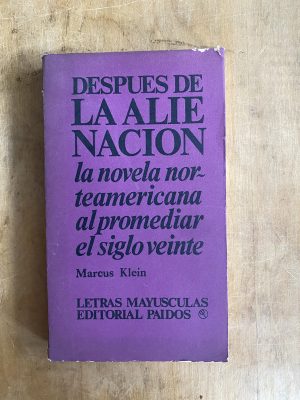 DESPUES DE
LA ALIE
NACION
la novela nor-
teamericana
al promediar
el siglo veinte
Marcus Klein
LETRAS MAYUSCULAS
EDITORIAL PAIDOS